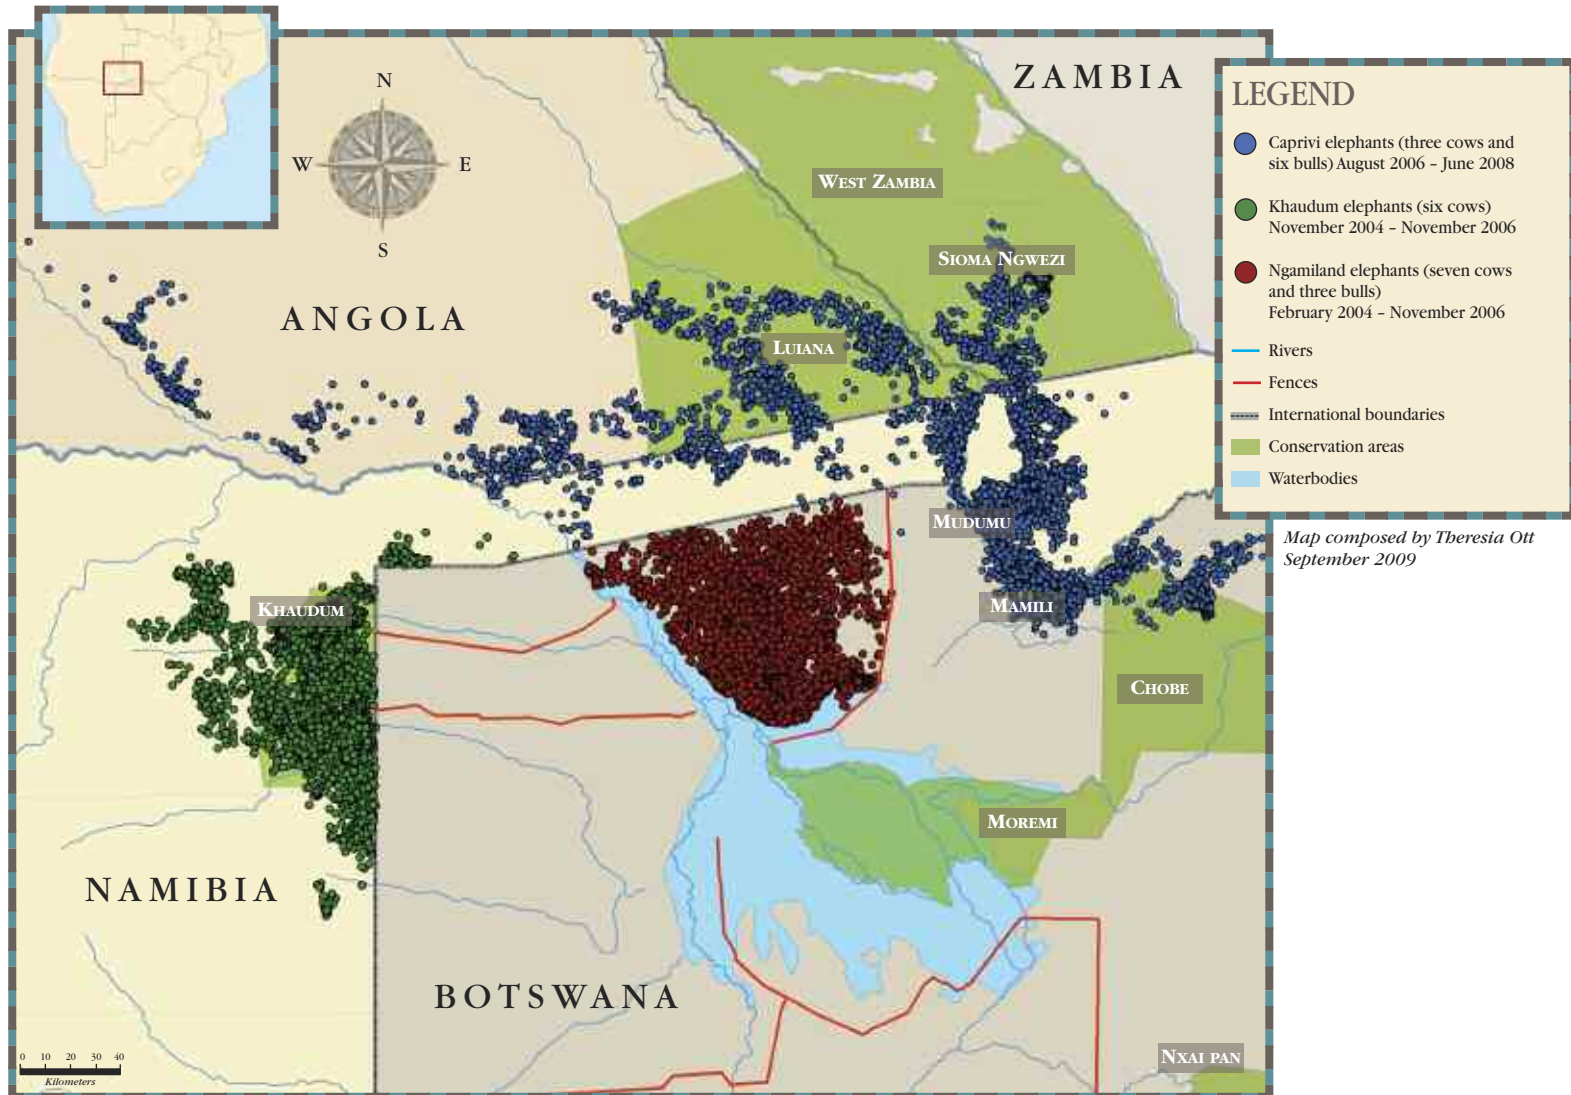 N
W
E
S
ZAMBIA
WEST ZAMBIA
SIOMA NGWEZI
ANGOLA
LUIANA
MUDUMU
KHAUDUM
MAMILI
CHOBE
MOREMI
NAMIBIA
BOTSWANA
NXAI PAN
0 10 20 30 40
Kilometers
LEGEND
Caprivi elephants (three cows and
six bulls) August 2006 – June 2008
Khaudum elephants (six cows)
November 2004 – November 2006
Ngamiland elephants (seven cows
and three bulls)
February 2004 – November 2006
Rivers
Fences
International boundaries
Conservation areas
Waterbodies
Map composed by Theresia Ott
September 2009